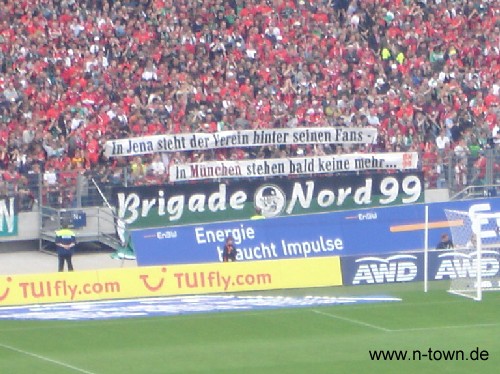 In Jena steht der Verein hinter seinen Fans -
in München stehen bald keine mehr...
Brigade Nord 99
Energie braucht Impulse
TUIfly.com TUIfly.com
AWD AWD
www.n-town.de